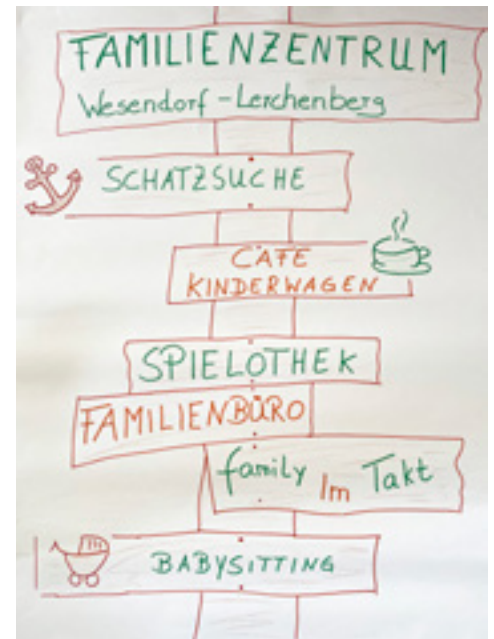 FAMILIENZENTRUM
Wesendorf-Lerchenberg
SCHATZSUCHE
CAFE
KINDERWAGEN
SPIELOTHEK
FAMILIENBÜRO
family Im Takt
BABYSITTING